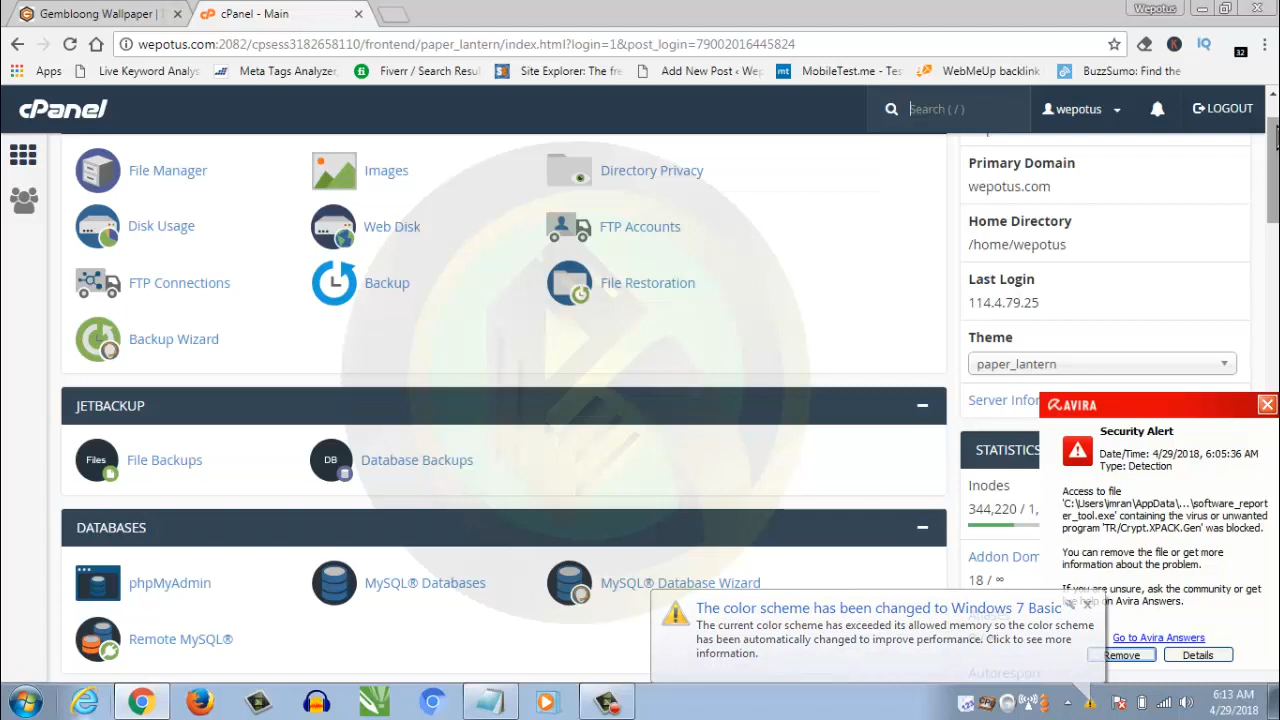 Gembloong Wallpaper | T
cPanel - Main
Wepotus
wepotus.com:2082/cpsess3182658110/frontend/paper_lantern/index.html?login=1&post_login=79002016445824
K
IQ
32
Apps
Live Keyword Analys
Meta Tags Analyzer,
Fiverr / Search Resul
Site Explorer: The fre
Add New Post ‹ Wep
mt
MobileTest.me - Tes
WebMeUp backlink
BuzzSumo: Find the
cPanel
Search ( / )
wepotus
LOGOUT
File Manager
Images
Directory Privacy
Disk Usage
Web Disk
FTP Accounts
FTP Connections
Backup
File Restoration
Backup Wizard
JETBACKUP
Files
File Backups
DB
Database Backups
DATABASES
phpMyAdmin
MySQL® Databases
MySQL® Database Wizard
Remote MySQL®
Primary Domain
wepotus.com
Home Directory
/home/wepotus
Last Login
114.4.79.25
Theme
paper_lantern
Server Infor
STATISTICS
Inodes
344,220 / 1,
Addon Dom
18 / ∞
Autorespon
AVIRA
Security Alert
Date/Time: 4/29/2018, 6:05:36 AM
Type: Detection
Access to file
'C:\Users\imran\AppData\...\software_report
er_tool.exe' containing the virus or unwanted
program 'TR/Crypt.XPACK.Gen' was blocked.
You can remove the file or get more
information about the problem.
If you are unsure, ask the community or get
help on Avira Answers.
Go to Avira Answers
Remove
Details
The color scheme has been changed to Windows 7 Basic
The current color scheme has exceeded its allowed memory so the color scheme
has been automatically changed to improve performance. Click to see more
information.
6:13 AM
4/29/2018